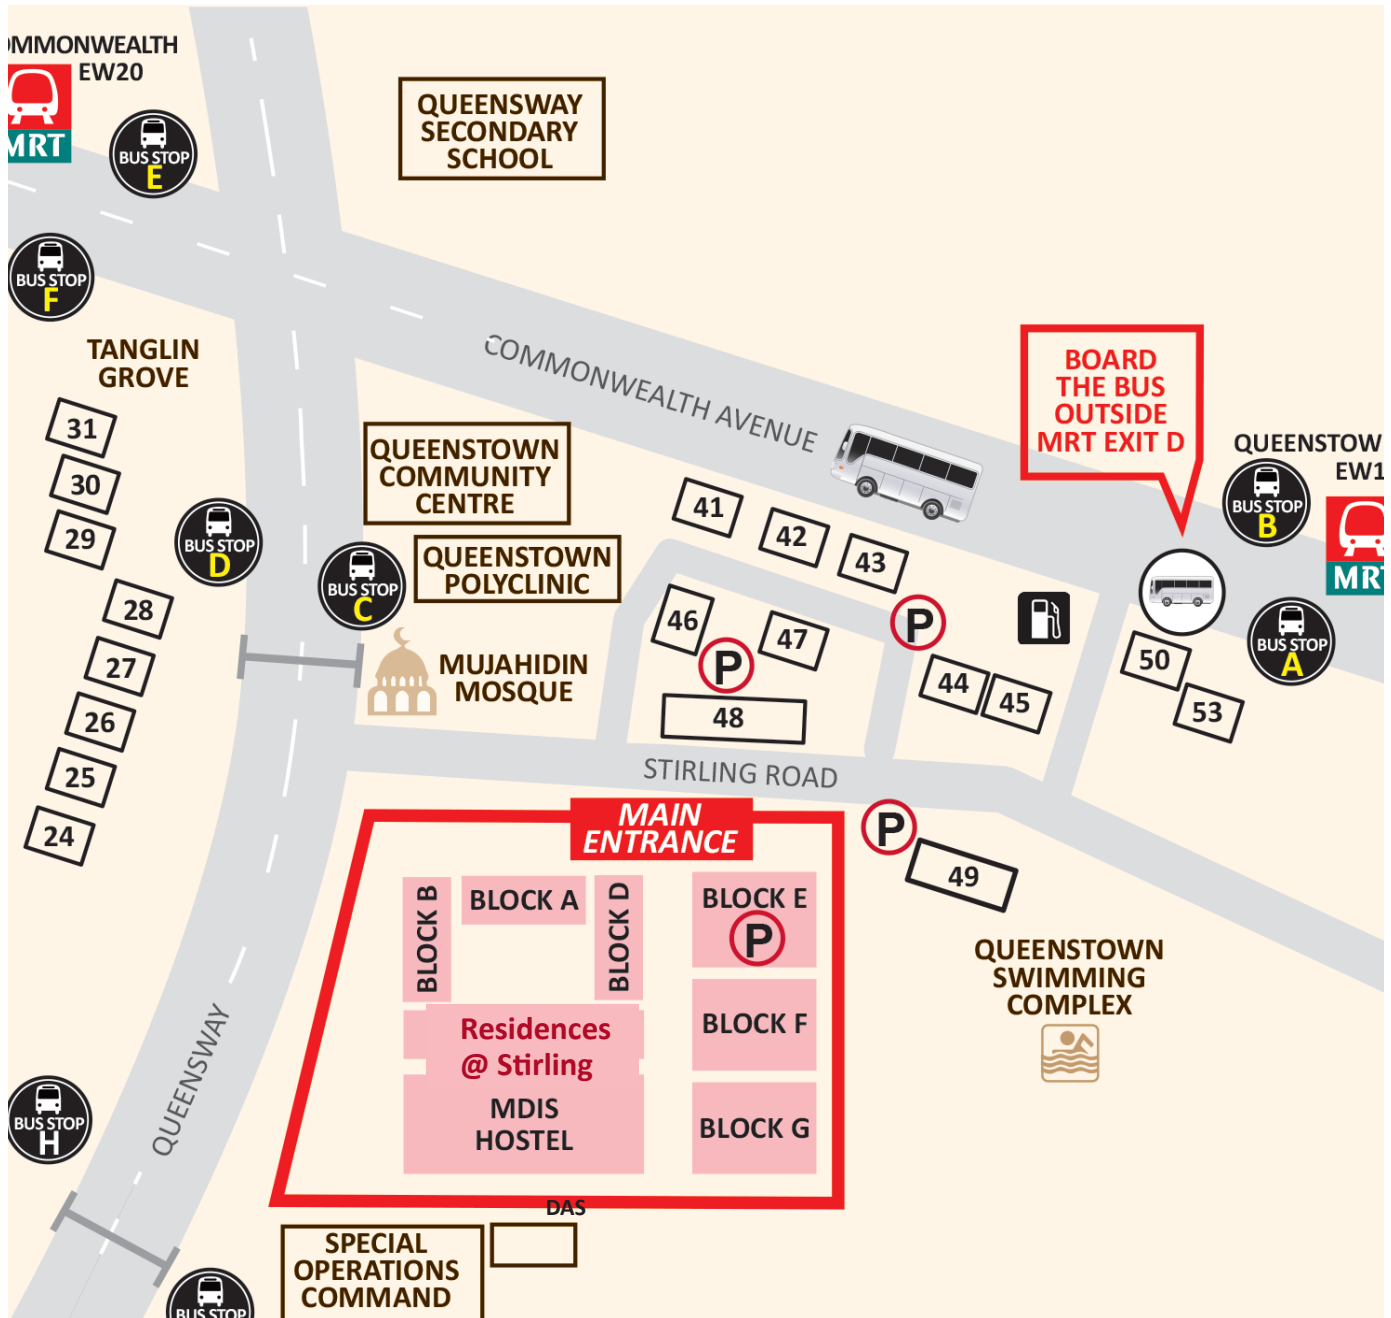 OMMONWEALTH
EW20
MRT
BUS STOP
E
QUEENSWAY
SECONDARY
SCHOOL
BUS STOP
F
TANGLIN
GROVE
COMMONWEALTH AVENUE
BOARD
THE BUS
OUTSIDE
MRT EXIT D
QUEENSTOW
EW1
BUS STOP
B
MRT
31
30
29
QUEENSTOWN
COMMUNITY
CENTRE
BUS STOP
D
BUS STOP
C
QUEENSTOWN
POLYCLINIC
41
42
43
28
27
26
25
24
MUJAHIDIN
MOSQUE
46
47
P
P
48
44
45
50
53
BUS STOP
A
STIRLING ROAD
MAIN
ENTRANCE
P
49
BLOCK B
BLOCK A
BLOCK D
BLOCK E
P
BLOCK F
BLOCK G
Residences
@ Stirling
MDIS
HOSTEL
QUEENSTOWN
SWIMMING
COMPLEX
QUEENSWAY
BUS STOP
H
DAS
SPECIAL
OPERATIONS
COMMAND
BUS STOP